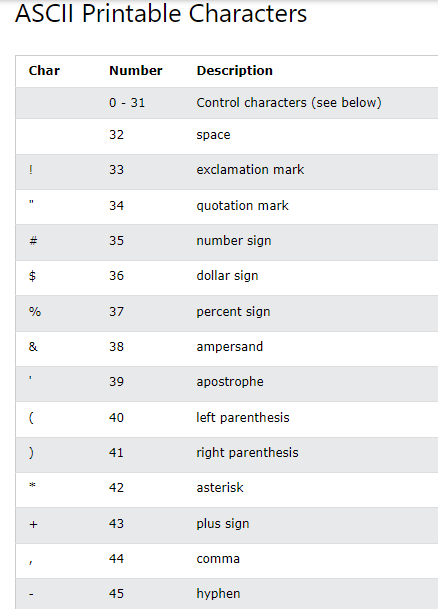 ASCII Printable Characters
Char Number Description
0 - 31 Control characters (see below)
32 space
! 33 exclamation mark
" 34 quotation mark
# 35 number sign
$ 36 dollar sign
% 37 percent sign
& 38 ampersand
' 39 apostrophe
( 40 left parenthesis
) 41 right parenthesis
* 42 asterisk
+ 43 plus sign
, 44 comma
- 45 hyphen